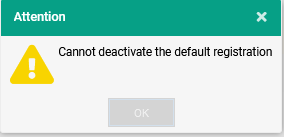 Attention
Cannot deactivate the default registration
OK